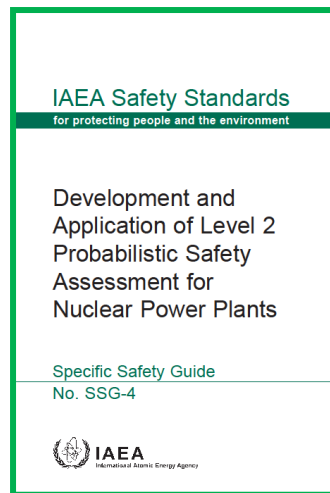 IAEA Safety Standards
for protecting people and the environment
Development and
Application of Level 2
Probabilistic Safety
Assessment for
Nuclear Power Plants
Specific Safety Guide
No. SSG-4
IAEA
International Atomic Energy Agency